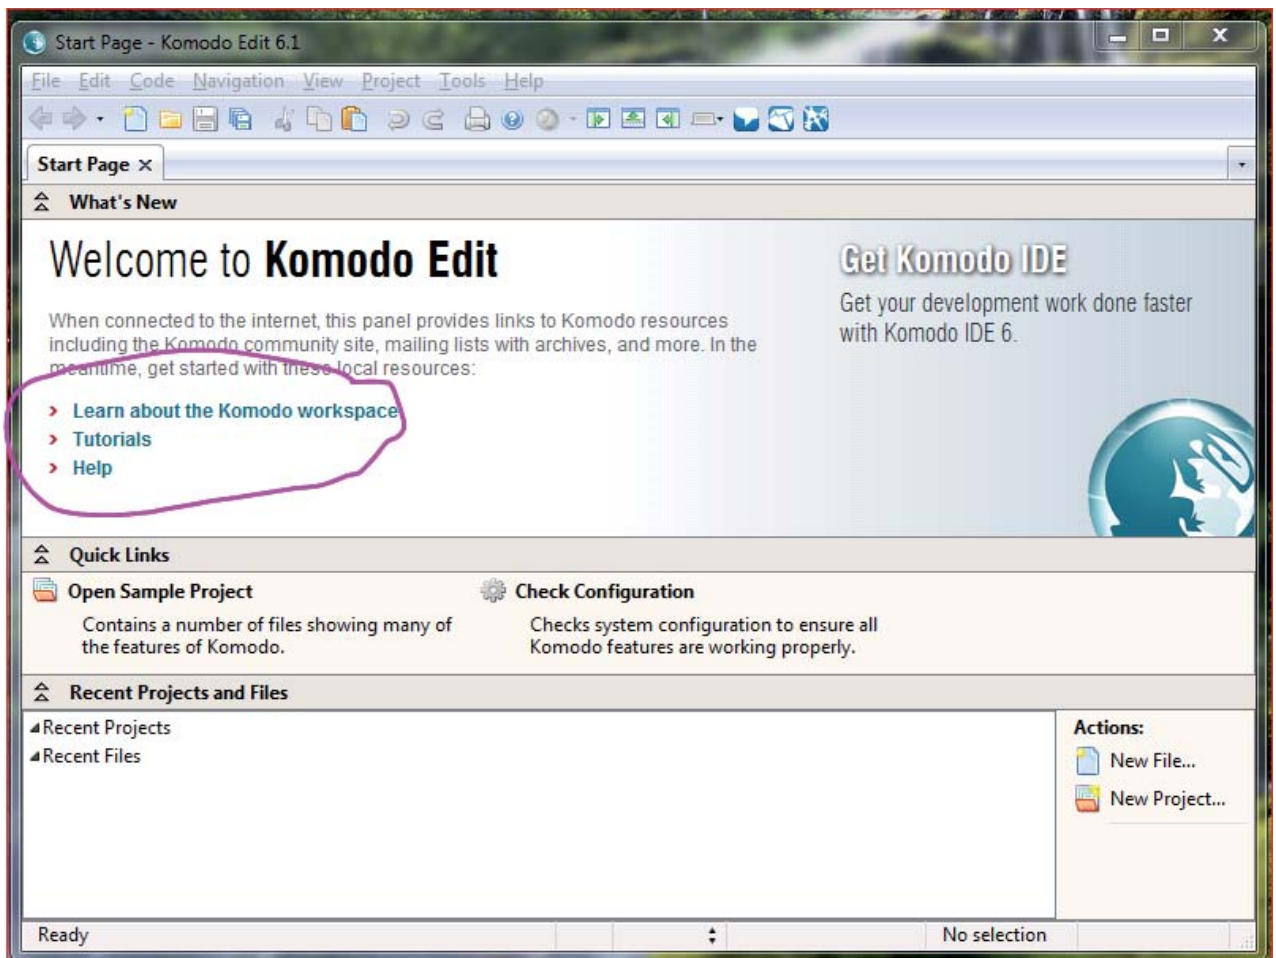 Start Page - Komodo Edit 6.1
File Edit Code Navigation View Project Tools Help
Start Page
What's New
Welcome to Komodo Edit
When connected to the internet, this panel provides links to Komodo resources
including the Komodo community site, mailing lists with archives, and more. In the
meantime, get started with these local resources:
Learn about the Komodo workspace
Tutorials
Help
Get Komodo IDE
Get your development work done faster
with Komodo IDE 6.
Quick Links
Open Sample Project
Contains a number of files showing many of
the features of Komodo.
Check Configuration
Checks system configuration to ensure all
Komodo features are working properly.
Recent Projects and Files
Recent Projects
Recent Files
Actions:
New File...
New Project...
Ready
No selection